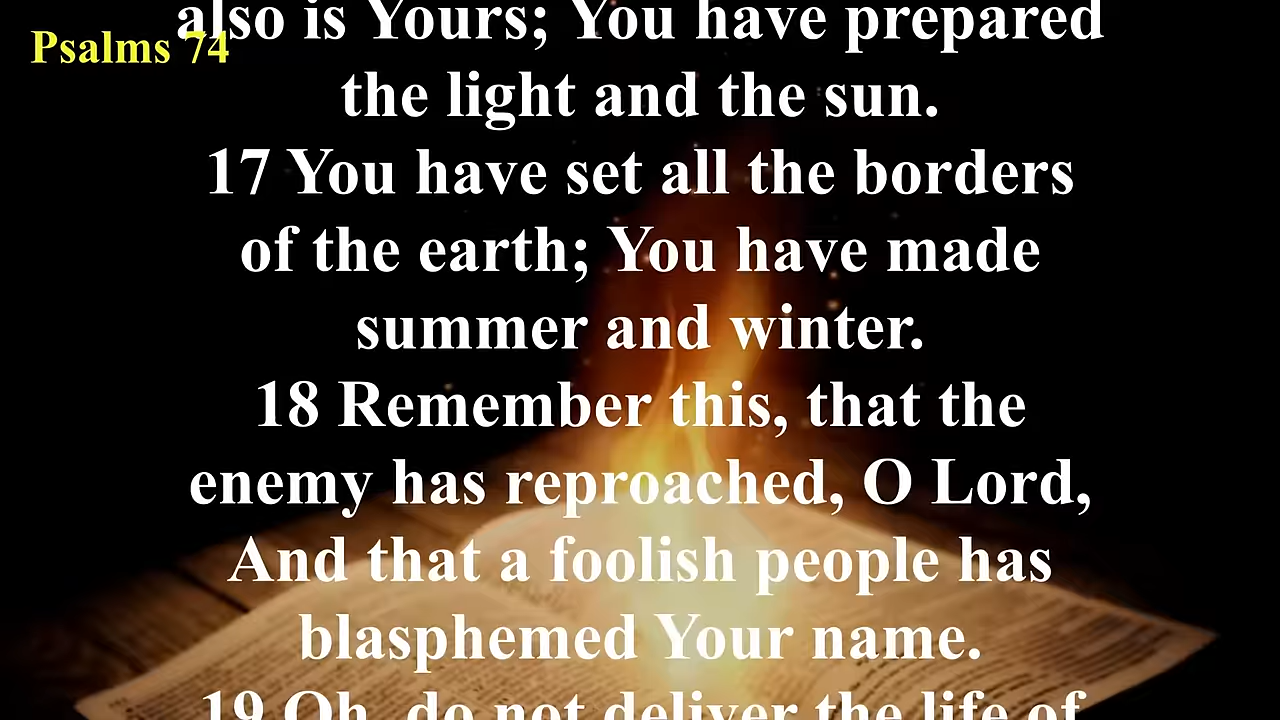 Psalms 74
also is Yours; You have prepared
the light and the sun.
17 You have set all the borders
of the earth; You have made
summer and winter.
18 Remember this, that the
enemy has reproached, O Lord,
And that a foolish people has
blasphemed Your name.
19 Oh, do not deliver the life of